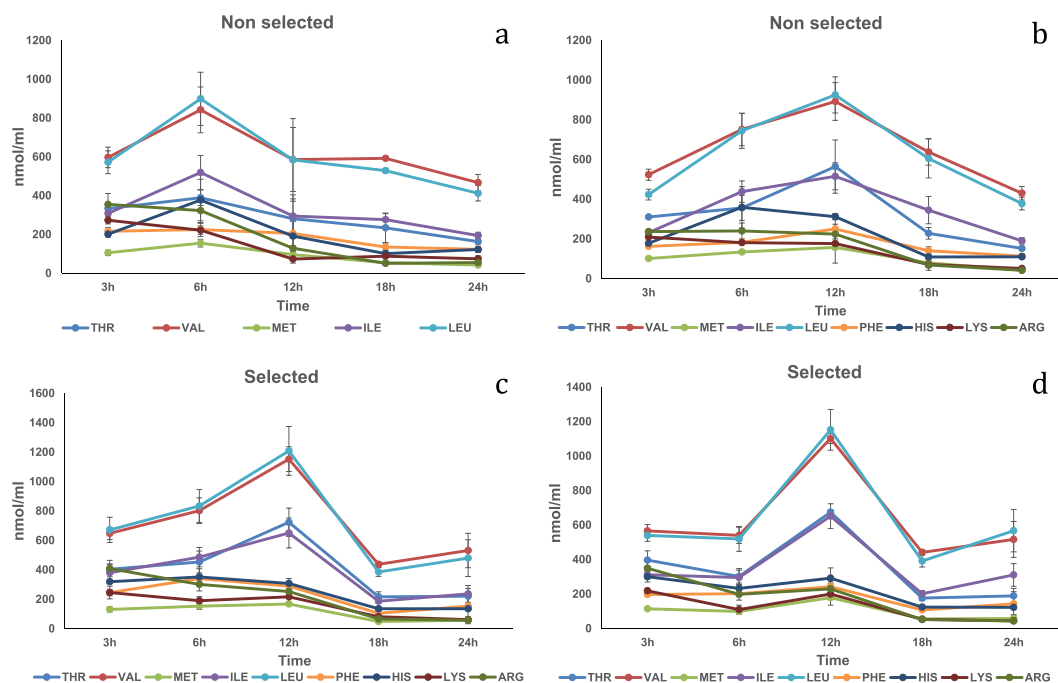 Non selected
a
1200
1000
800
600
400
200
0
nmol/ml
3h 6h 12h 18h 24h
Time
THR VAL MET ILE LEU
Non selected
b
1200
1000
800
600
400
200
0
nmol/ml
3h 6h 12h 18h 24h
Time
THR VAL MET ILE LEU PHE HIS LYS ARG
Selected
c
1600
1400
1200
1000
800
600
400
200
0
nmol/ml
3h 6h 12h 18h 24h
Time
THR VAL MET ILE LEU PHE HIS LYS ARG
Selected
d
1400
1200
1000
800
600
400
200
0
nmol/ml
3h 6h 12h 18h 24h
Time
THR VAL MET ILE LEU PHE HIS LYS ARG